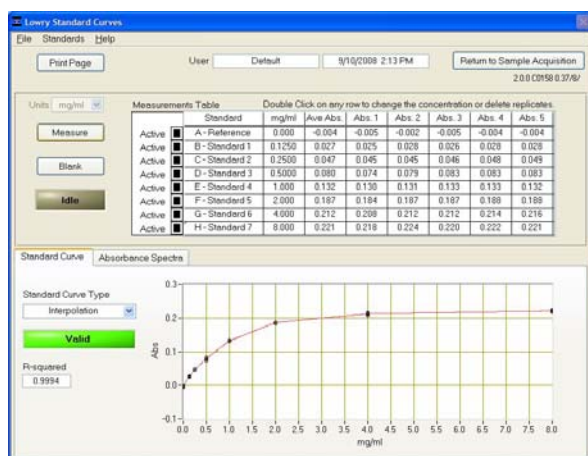 Lowry Standard Curves
File Standards Help
Print Page User Default 9/10/2008 2:13 PM Return to Sample Acquisition
Units mg/ml Measurements Table Double Click on any row to change the concentration or delete replicates.
Standard mg/ml Ave Abs. Abs. 1 Abs. 2 Abs. 3 Abs. 4 Abs. 5
Measure Active A - Reference 0.000 -0.004 -0.005 -0.002 -0.005 -0.004 -0.004
Active B - Standard 1 0.1250 0.027 0.025 0.028 0.026 0.028 0.028
Blank Active C - Standard 2 0.2500 0.047 0.045 0.045 0.046 0.048 0.049
Active D - Standard 3 0.5000 0.080 0.074 0.079 0.083 0.083 0.083
Idle Active E - Standard 4 1.000 0.132 0.130 0.131 0.133 0.133 0.132
Active F - Standard 5 2.000 0.187 0.184 0.187 0.187 0.188 0.188
Active G - Standard 6 4.000 0.212 0.208 0.212 0.212 0.214 0.216
Active H - Standard 7 8.000 0.221 0.218 0.224 0.220 0.222 0.221
Standard Curve Absorbance Spectra
Standard Curve Type
Interpolation
Valid
R-squared
0.9994
0.3
0.2
0.1
0.0
-0.1
Abs
0.0 0.5 1.0 1.5 2.0 2.5 3.0 3.5 4.0 4.5 5.0 5.5 6.0 6.5 7.0 7.5 8.0
mg/ml